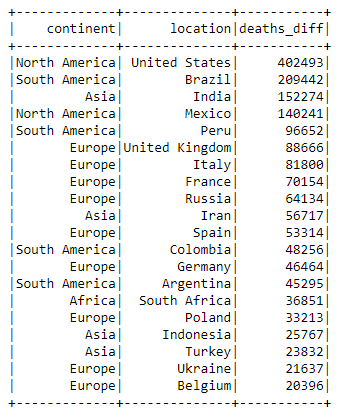 +-------------+--------------+-----------+
|    continent|      location|deaths_diff|
+-------------+--------------+-----------+
|North America| United States|     402493|
|South America|        Brazil|     209442|
|         Asia|         India|     152274|
|North America|        Mexico|     140241|
|South America|          Peru|      96652|
|       Europe|United Kingdom|      88666|
|       Europe|         Italy|      81800|
|       Europe|        France|      70154|
|       Europe|        Russia|      64134|
|         Asia|          Iran|      56717|
|       Europe|         Spain|      53314|
|South America|      Colombia|      48256|
|       Europe|       Germany|      46464|
|South America|     Argentina|      45295|
|       Africa|  South Africa|      36851|
|       Europe|        Poland|      33213|
|         Asia|     Indonesia|      25767|
|         Asia|        Turkey|      23832|
|       Europe|       Ukraine|      21637|
|       Europe|       Belgium|      20396|
+-------------+--------------+-----------+